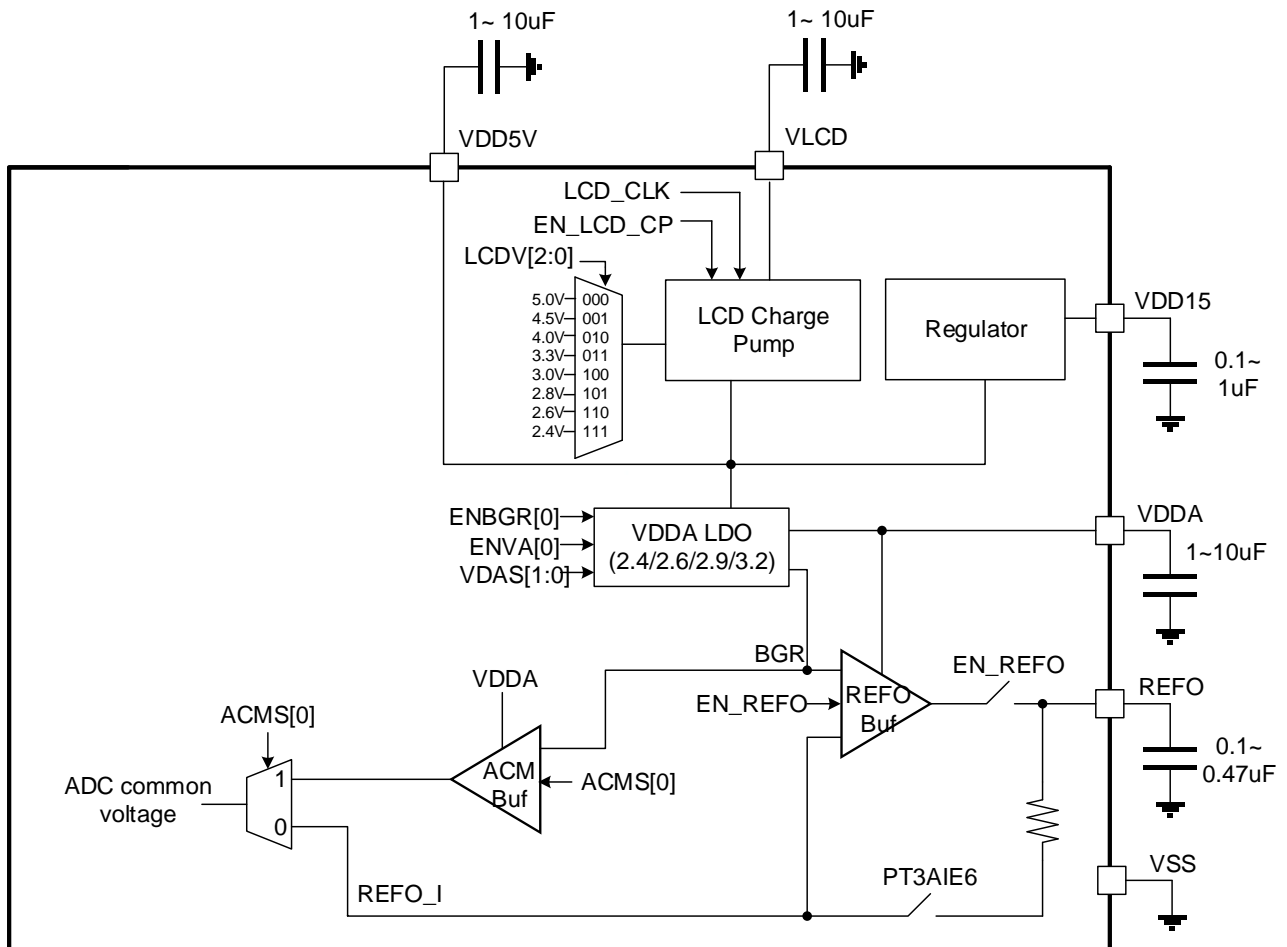 1~ 10uF
1~ 10uF
VDD5V
VLCD
LCD_CLK
EN_LCD_CP
LCDV[2:0]
5.0V 000
4.5V 001
4.0V 010
3.3V 011
3.0V 100
2.8V 101
2.6V 110
2.4V 111
LCD Charge
Pump
Regulator
VDD15
0.1~
1uF
ENBGR[0]
ENVA[0]
VDAS[1:0]
VDDA LDO
(2.4/2.6/2.9/3.2)
VDDA
1~10uF
BGR
EN_REFO
REFO
Buf
EN_REFO
REFO
0.1~
0.47uF
VDDA
ACMS[0]
ACM
Buf
ACMS[0]
1
0
ADC common
voltage
REFO_I
PT3AIE6
VSS